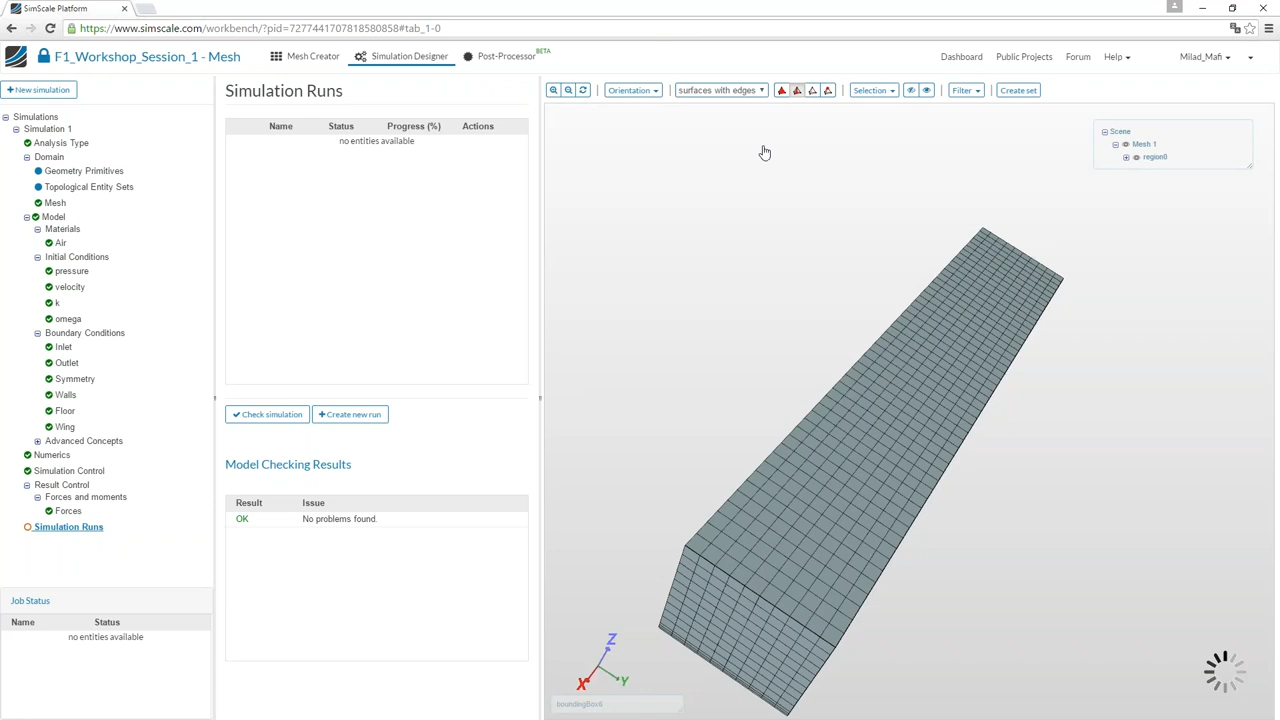 SimScale Platform
https://www.simscale.com/workbench/?pid=7277441707818580858#tab_1-0
F1_Workshop_Session_1 - Mesh
Mesh Creator
Simulation Designer
Post-Processor BETA
Dashboard
Public Projects
Forum
Help
Milad_Mafi
New simulation
Simulations
Simulation 1
Analysis Type
Domain
Geometry Primitives
Topological Entity Sets
Mesh
Model
Materials
Air
Initial Conditions
pressure
velocity
k
omega
Boundary Conditions
Inlet
Outlet
Symmetry
Walls
Floor
Wing
Advanced Concepts
Numerics
Simulation Control
Result Control
Forces and moments
Forces
Simulation Runs
Job Status
Name Status
no entities available
Simulation Runs
Name Status Progress (%) Actions
no entities available
Check simulation
Create new run
Model Checking Results
Result Issue
OK No problems found.
Orientation
surfaces with edges
Selection
Filter
Create set
Scene
Mesh 1
region0
Z
X
Y
boundingBox6